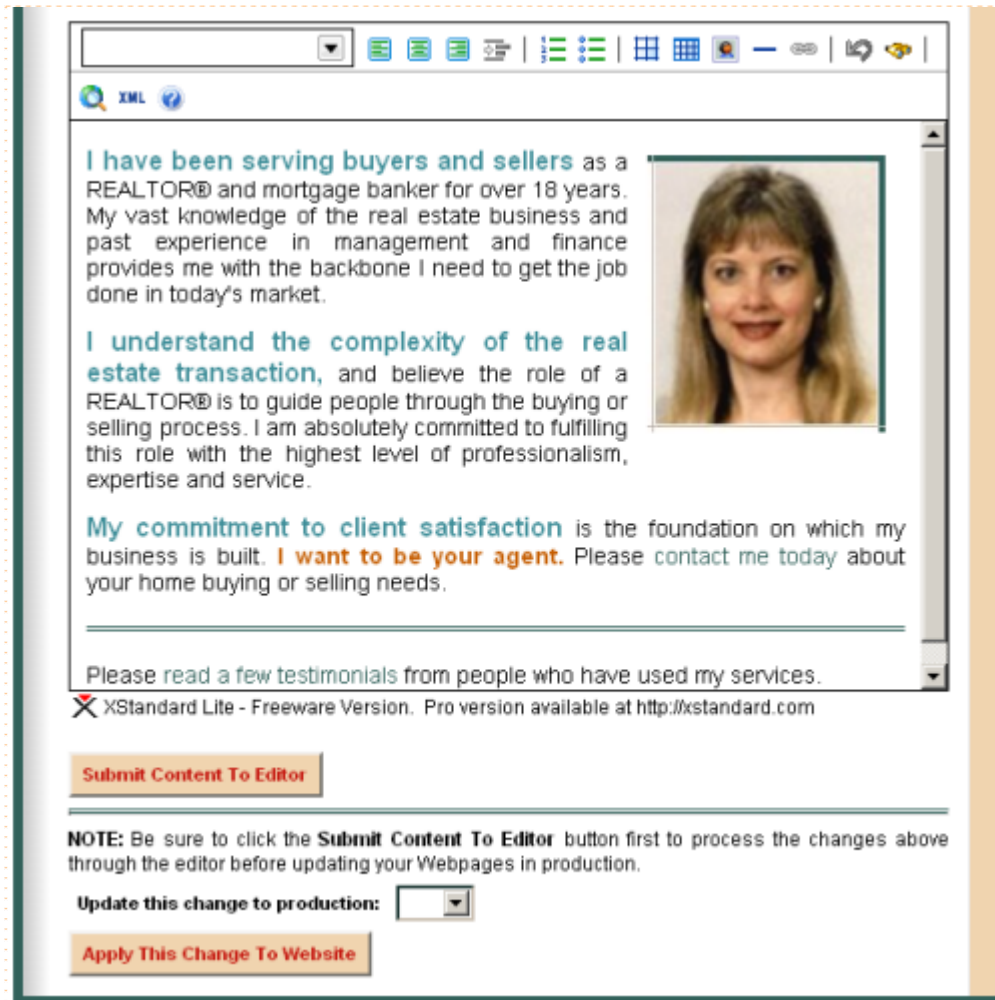 XML
I have been serving buyers and sellers as a
REALTOR® and mortgage banker for over 18 years.
My vast knowledge of the real estate business and
past experience in management and finance
provides me with the backbone I need to get the job
done in today's market.
I understand the complexity of the real
estate transaction, and believe the role of a
REALTOR® is to guide people through the buying or
selling process. I am absolutely committed to fulfilling
this role with the highest level of professionalism,
expertise and service.
My commitment to client satisfaction is the foundation on which my
business is built. I want to be your agent. Please contact me today about
your home buying or selling needs.
Please read a few testimonials from people who have used my services.
XStandard Lite - Freeware Version. Pro version available at http://xstandard.com
Submit Content To Editor
NOTE: Be sure to click the Submit Content To Editor button first to process the changes above
through the editor before updating your Webpages in production.
Update this change to production:
Apply This Change To Website